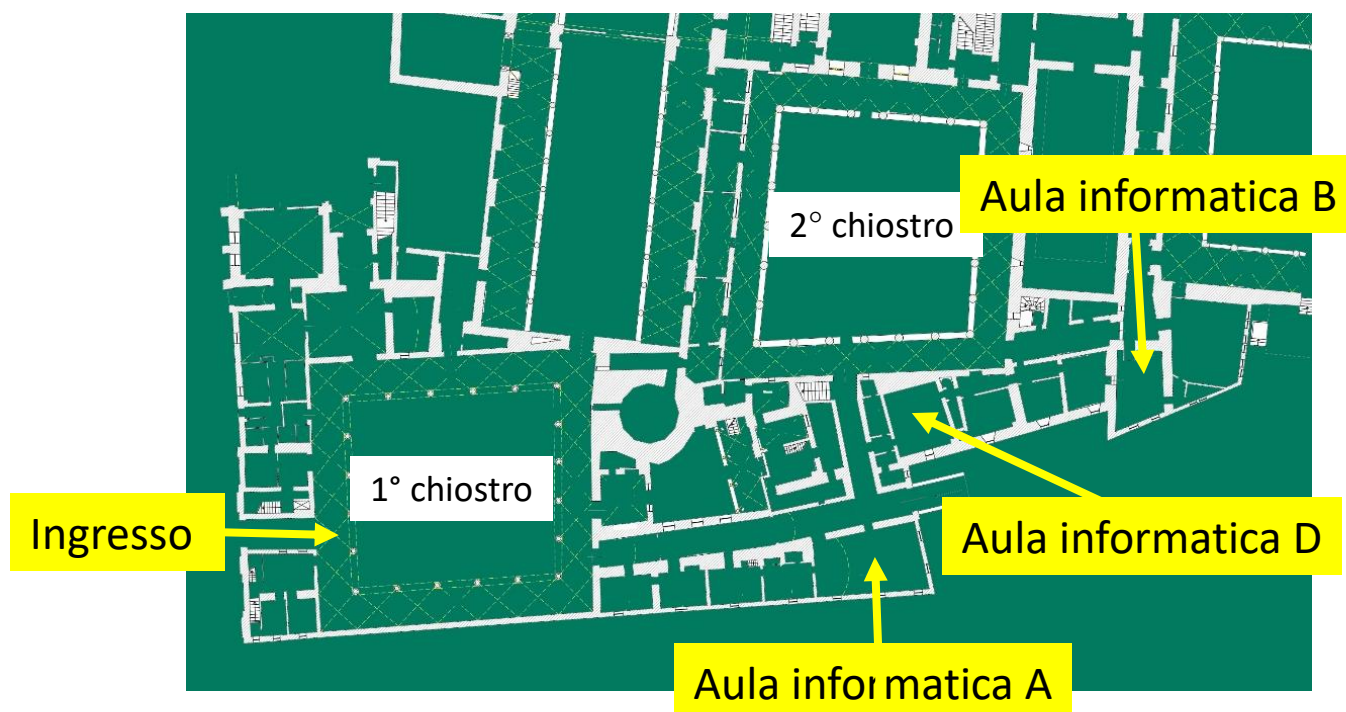 2° chiostro
Aula informatica B
1° chiostro
Ingresso
Aula informatica D
Aula informatica A